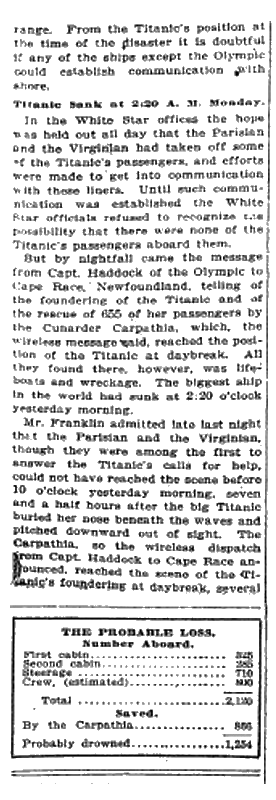 range. From the Titanic's position at
the time of the disaster it is doubtful
if any of the ships except the Olympic
could establish communication with
shore.
Titanic Sank at 2:20 A. M. Monday.
In the White Star offices the hope
was held out all day that the Parisian
and the Virginian had taken off some
of the Titanic's passengers, and efforts
were made to get into communication
with these liners. Until such commu-
nication was established the White
Star officials refused to recognize the
possibility that there were none of the
Titanic's passengers aboard them.
But by nightfall came the message
from Capt. Haddock of the Olympic to
Cape Race, Newfoundland, telling of
the foundering of the Titanic and of
the rescue of 655 of her passengers by
the Cunarder Carpathia, which, the
wireless message said, reached the posi-
tion of the Titanic at daybreak. All
they found there, however, was life-
boats and wreckage. The biggest ship
in the world had sunk at 2:20 o'clock
yesterday morning.
Mr. Franklin admitted late last night
that the Parisian and the Virginian,
though they were among the first to
answer the Titanic's calls for help,
could not have reached the scene before
10 o'clock yesterday morning, seven
and a half hours after the big Titanic
buried her nose beneath the waves and
pitched downward out of sight. The
Carpathia, so the wireless dispatch
from Capt. Haddock to Cape Race an-
nounced, reached the scene of the Ti-
tanic's foundering at daybreak, several
THE PROBABLE LOSS.
Number Aboard.
First cabin
Second cabin
Steerage 710
Crew, (estimated)
Total 2,120
Saved.
By the Carpathia
Probably drowned 1,254